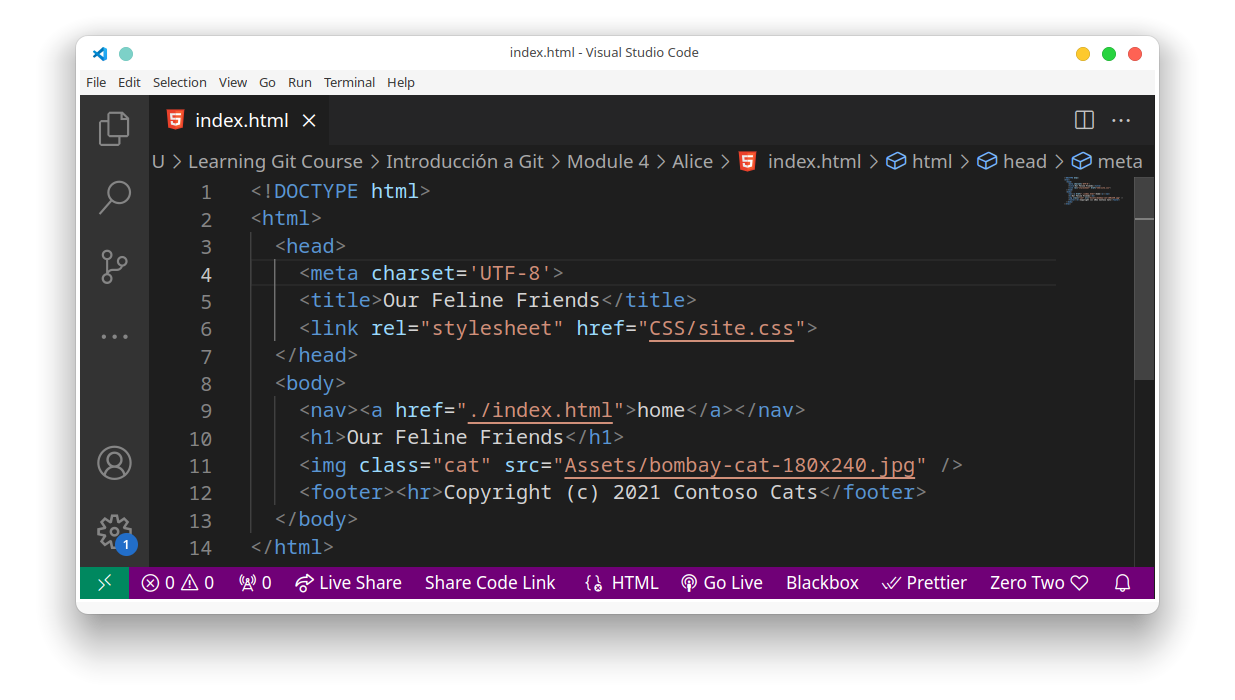 index.html - Visual Studio Code
File Edit Selection View Go Run Terminal Help
index.html
U > Learning Git Course > Introducción a Git > Module 4 > Alice > index.html > html > head > meta
1 <!DOCTYPE html>
2 <html>
3 <head>
4 <meta charset='UTF-8'>
5 <title>Our Feline Friends</title>
6 <link rel="stylesheet" href="CSS/site.css">
7 </head>
8 <body>
9 <nav><a href="./index.html">home</a></nav>
10 <h1>Our Feline Friends</h1>
11 <img class="cat" src="Assets/bombay-cat-180x240.jpg" />
12 <footer><hr>Copyright (c) 2021 Contoso Cats</footer>
13 </body>
14 </html>
1
0 0 0 Live Share Share Code Link HTML Go Live Blackbox Prettier Zero Two